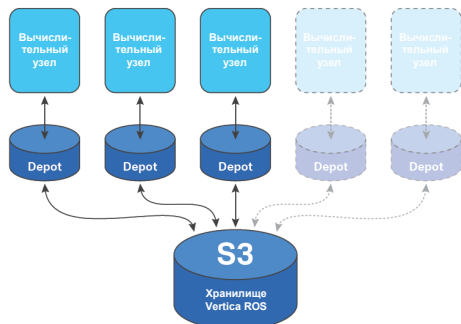 Вычисли-
тельный
узел
Вычисли-
тельный
узел
Вычисли-
тельный
узел
Вычисли-
тельный
узел
Вычисли-
тельный
узел
Depot
Depot
Depot
Depot
Depot
S3
Хранилище
Vertica ROS